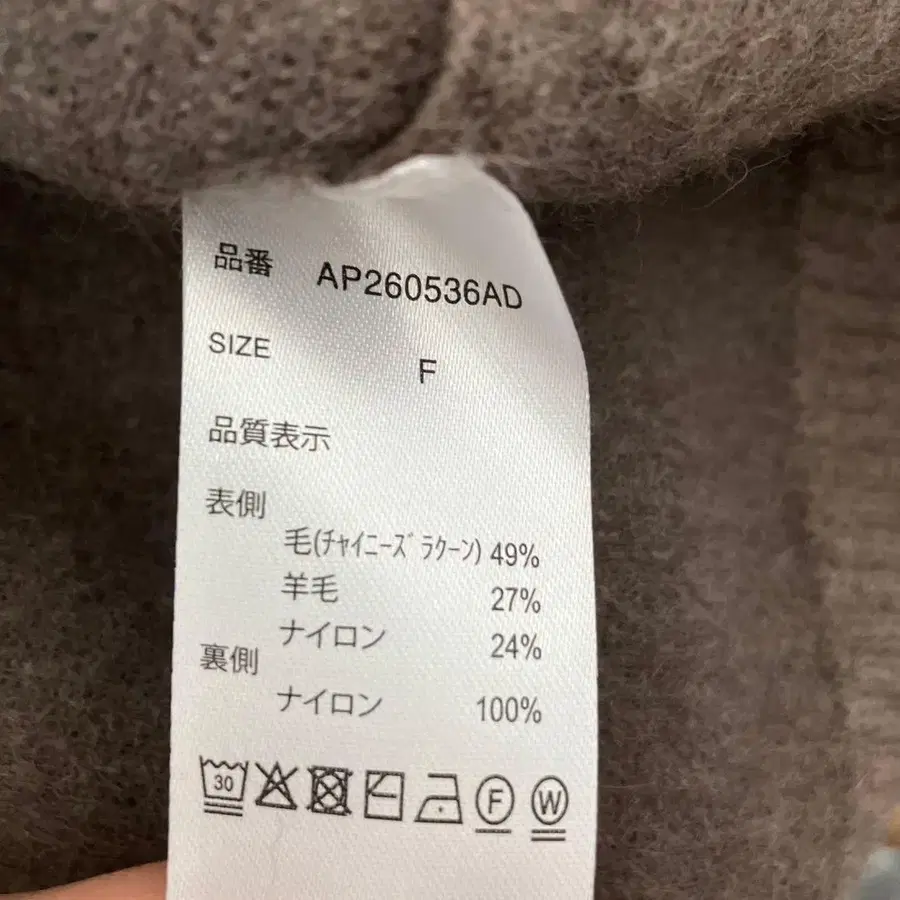 品番 AP260536AD
SIZE F
品質表示
表側
毛(ﾁｬｲﾆｰｽﾞﾗｸｰﾝ) 49%
羊毛 27%
ナイロン 24%
裏側
ナイロン 100%
30 F W